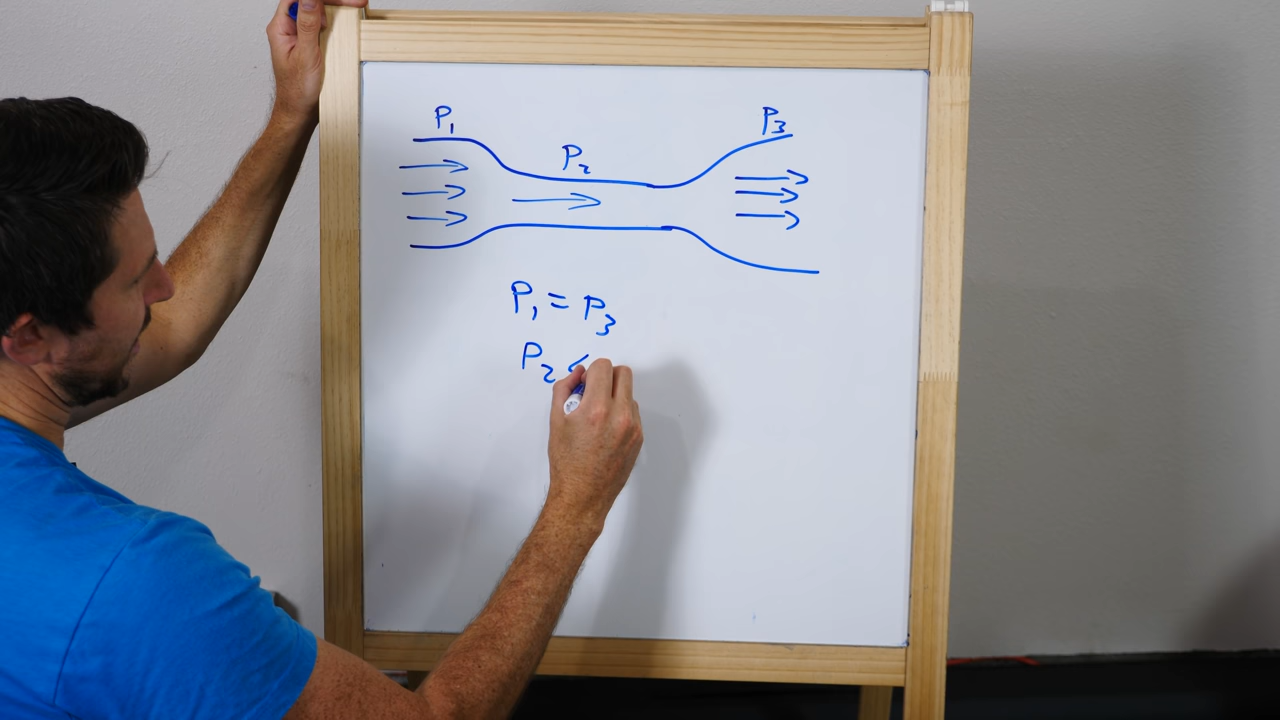 P₁
P₂
P₃
P₁ = P₃
P₂ <